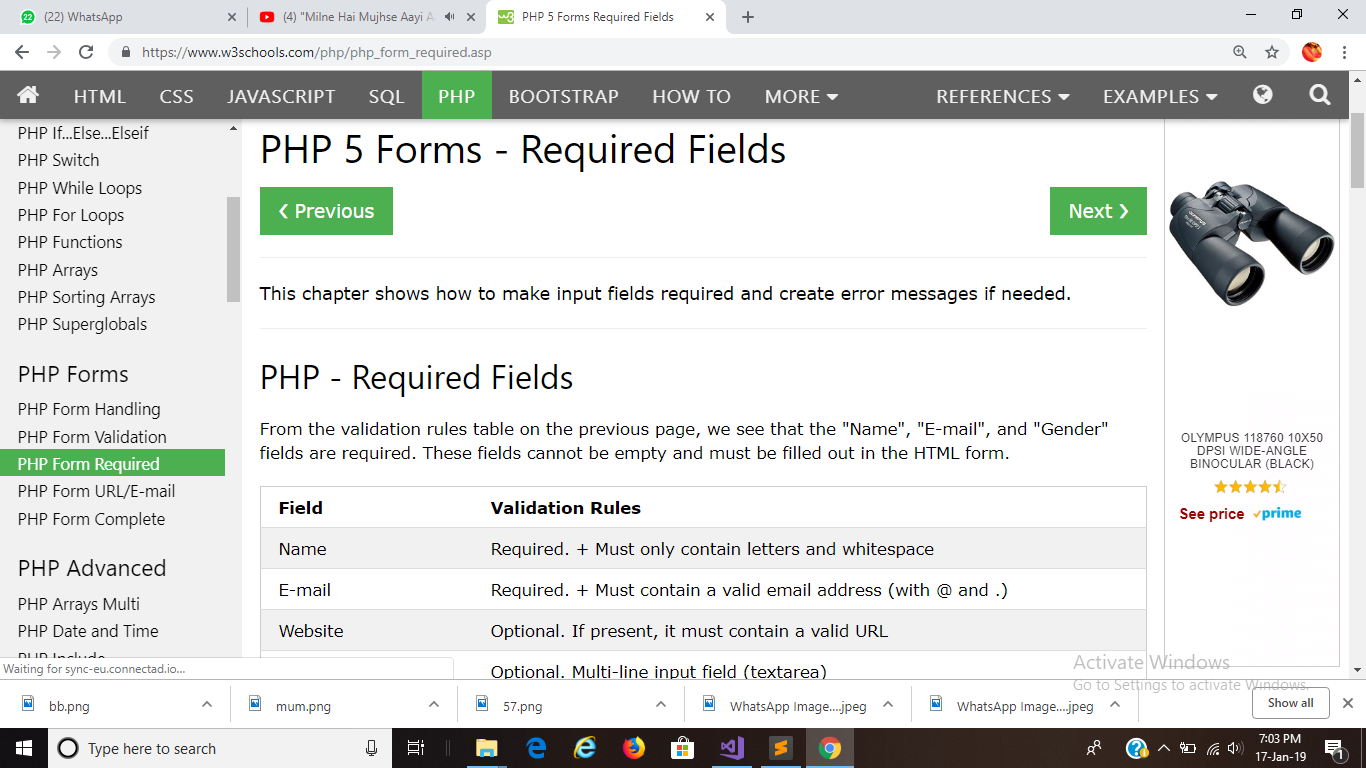 (22) WhatsApp
(4) "Milne Hai Mujhse Aayi A
PHP 5 Forms Required Fields
https://www.w3schools.com/php/php_form_required.asp
HTML CSS JAVASCRIPT SQL PHP BOOTSTRAP HOW TO MORE REFERENCES EXAMPLES
PHP If...Else...Elseif
PHP Switch
PHP While Loops
PHP For Loops
PHP Functions
PHP Arrays
PHP Sorting Arrays
PHP Superglobals
PHP Forms
PHP Form Handling
PHP Form Validation
PHP Form Required
PHP Form URL/E-mail
PHP Form Complete
PHP Advanced
PHP Arrays Multi
PHP Date and Time
PHP Include
Waiting for sync-eu.connectad.io...
PHP 5 Forms - Required Fields
❮ Previous
Next ❯
This chapter shows how to make input fields required and create error messages if needed.
PHP - Required Fields
From the validation rules table on the previous page, we see that the "Name", "E-mail", and "Gender"
fields are required. These fields cannot be empty and must be filled out in the HTML form.
Field Validation Rules
Name Required. + Must only contain letters and whitespace
E-mail Required. + Must contain a valid email address (with @ and .)
Website Optional. If present, it must contain a valid URL
Optional. Multi-line input field (textarea)
OLYMPUS 118760 10X50
DPSI WIDE-ANGLE
BINOCULAR (BLACK)
See price prime
Activate Windows
Go to Settings to activate Windows.
bb.png
mum.png
57.png
WhatsApp Image....jpeg
WhatsApp Image....jpeg
Show all
Type here to search
7:03 PM
17-Jan-19
1